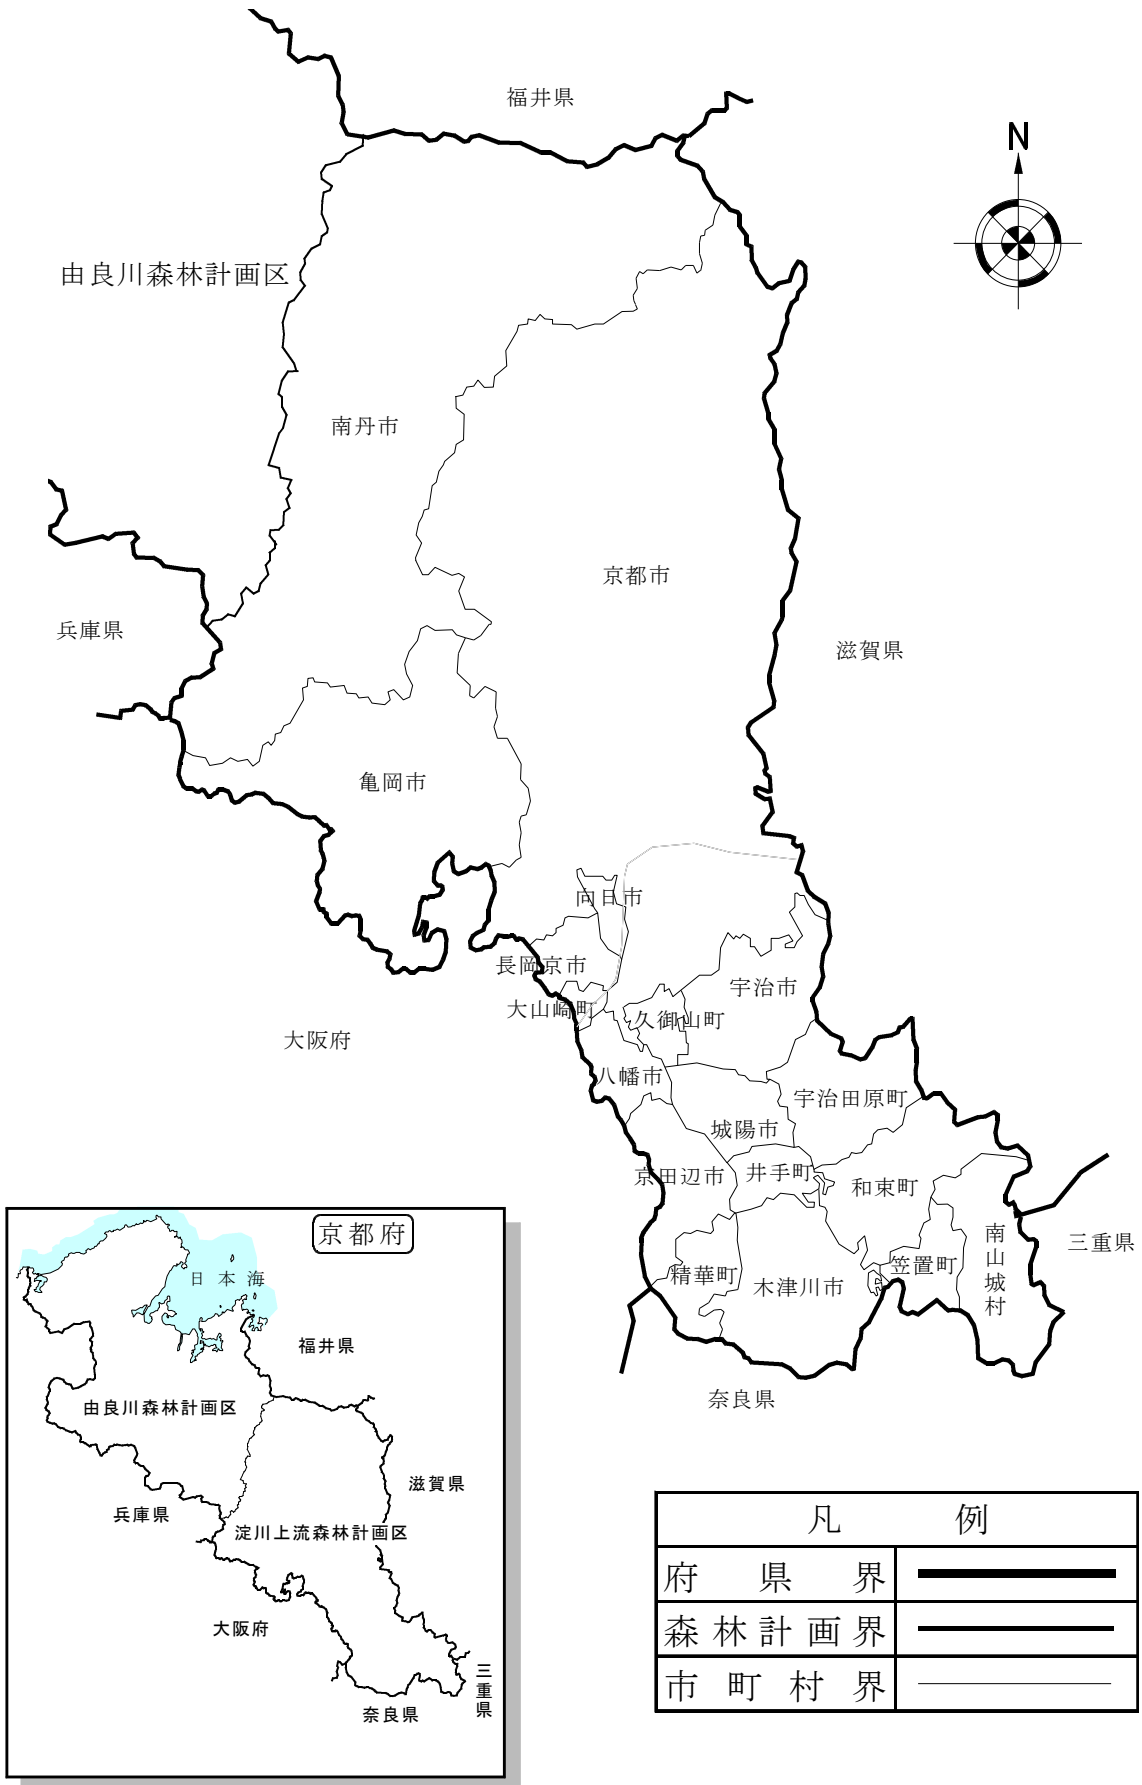 福井県
N
由良川森林計画区
南丹市
京都市
兵庫県
滋賀県
亀岡市
向日市
長岡京市
宇治市
大山崎町
久御山町
大阪府
八幡市
宇治田原町
城陽市
京田辺市
井手町
和束町
南山城村
三重県
笠置町
精華町
木津川市
奈良県
京都府
日本海
福井県
由良川森林計画区
滋賀県
兵庫県
淀川上流森林計画区
大阪府
三重県
奈良県
凡例
府県界
森林計画界
市町村界